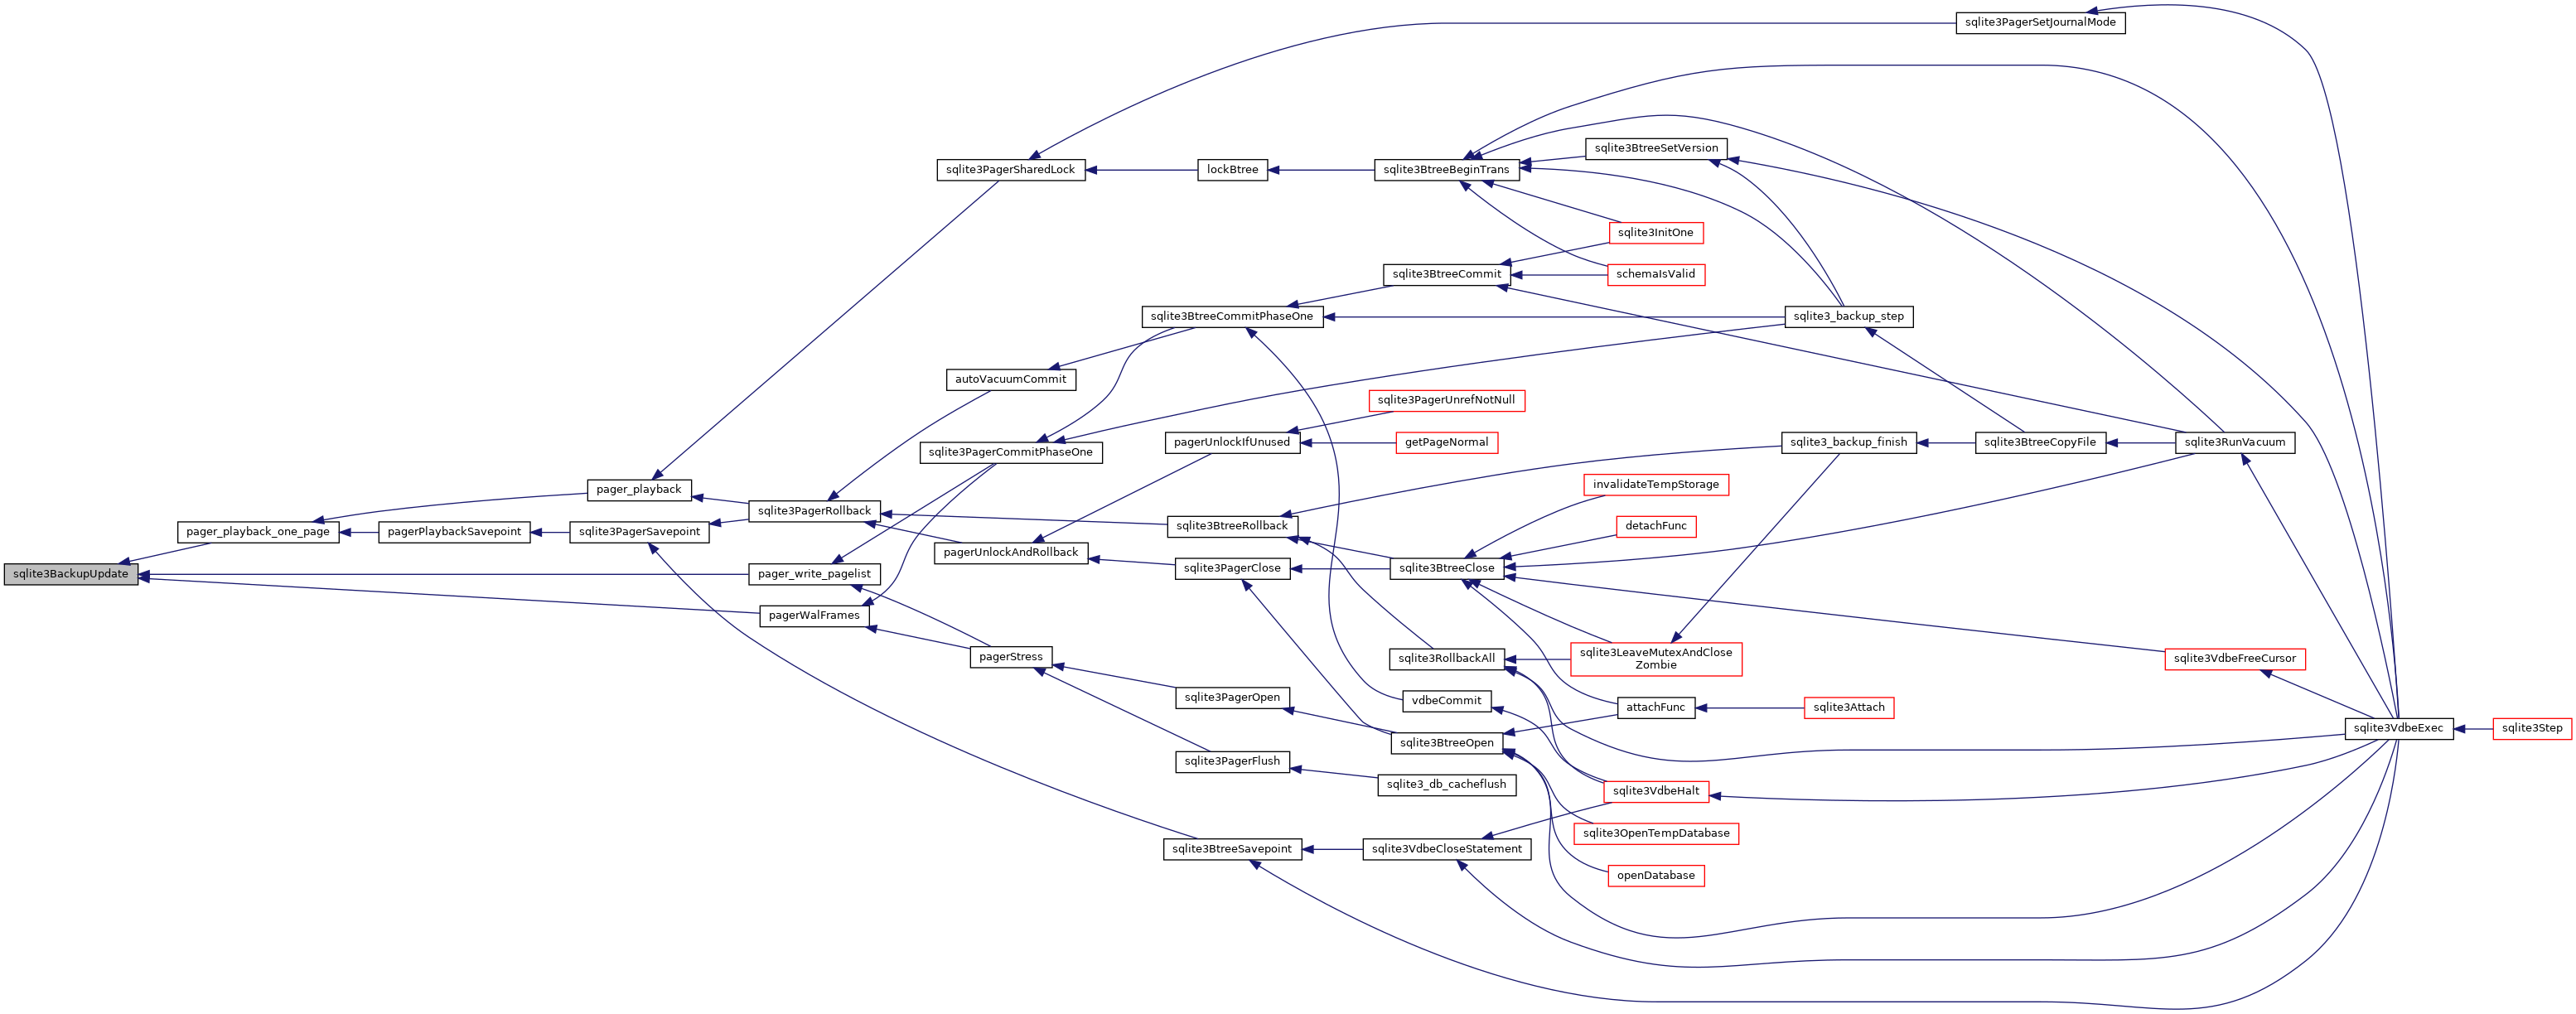 sqlite3PagerSetJournalMode
sqlite3BtreeSetVersion
sqlite3PagerSharedLock
lockBtree
sqlite3BtreeBeginTrans
sqlite3InitOne
sqlite3BtreeCommit
schemaIsValid
sqlite3BtreeCommitPhaseOne
sqlite3_backup_step
autoVacuumCommit
sqlite3PagerUnrefNotNull
sqlite3PagerCommitPhaseOne
pagerUnlockIfUnused
getPageNormal
sqlite3_backup_finish
sqlite3BtreeCopyFile
sqlite3RunVacuum
pager_playback
invalidateTempStorage
sqlite3PagerRollback
pager_playback_one_page
pagerPlaybackSavepoint
sqlite3PagerSavepoint
sqlite3BtreeRollback
detachFunc
pagerUnlockAndRollback
sqlite3BackupUpdate
pager_write_pagelist
sqlite3PagerClose
sqlite3BtreeClose
pagerWalFrames
pagerStress
sqlite3RollbackAll
sqlite3LeaveMutexAndClose
Zombie
sqlite3VdbeFreeCursor
sqlite3PagerOpen
vdbeCommit
attachFunc
sqlite3Attach
sqlite3BtreeOpen
sqlite3VdbeExec
sqlite3Step
sqlite3PagerFlush
sqlite3_db_cacheflush
sqlite3VdbeHalt
sqlite3OpenTempDatabase
sqlite3BtreeSavepoint
sqlite3VdbeCloseStatement
openDatabase